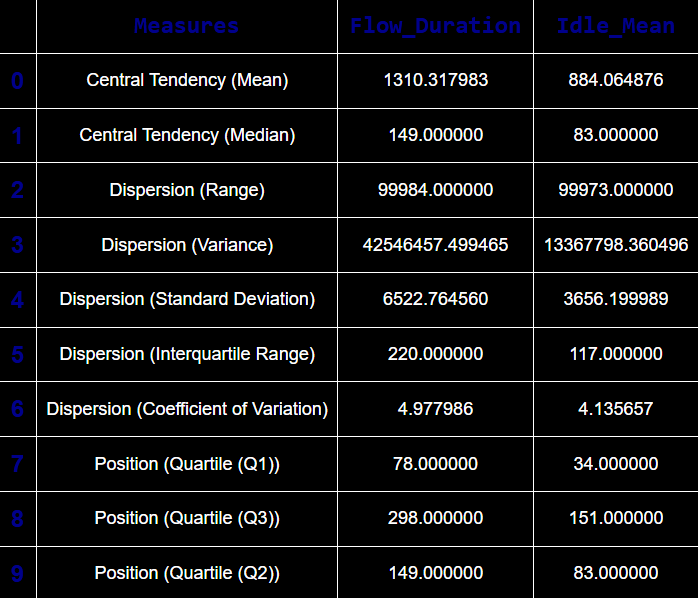 Measures Flow_Duration Idle_Mean
0 Central Tendency (Mean) 1310.317983 884.064876
1 Central Tendency (Median) 149.000000 83.000000
2 Dispersion (Range) 99984.000000 99973.000000
3 Dispersion (Variance) 42546457.499465 13367798.360496
4 Dispersion (Standard Deviation) 6522.764560 3656.199989
5 Dispersion (Interquartile Range) 220.000000 117.000000
6 Dispersion (Coefficient of Variation) 4.977986 4.135657
7 Position (Quartile (Q1)) 78.000000 34.000000
8 Position (Quartile (Q3)) 298.000000 151.000000
9 Position (Quartile (Q2)) 149.000000 83.000000